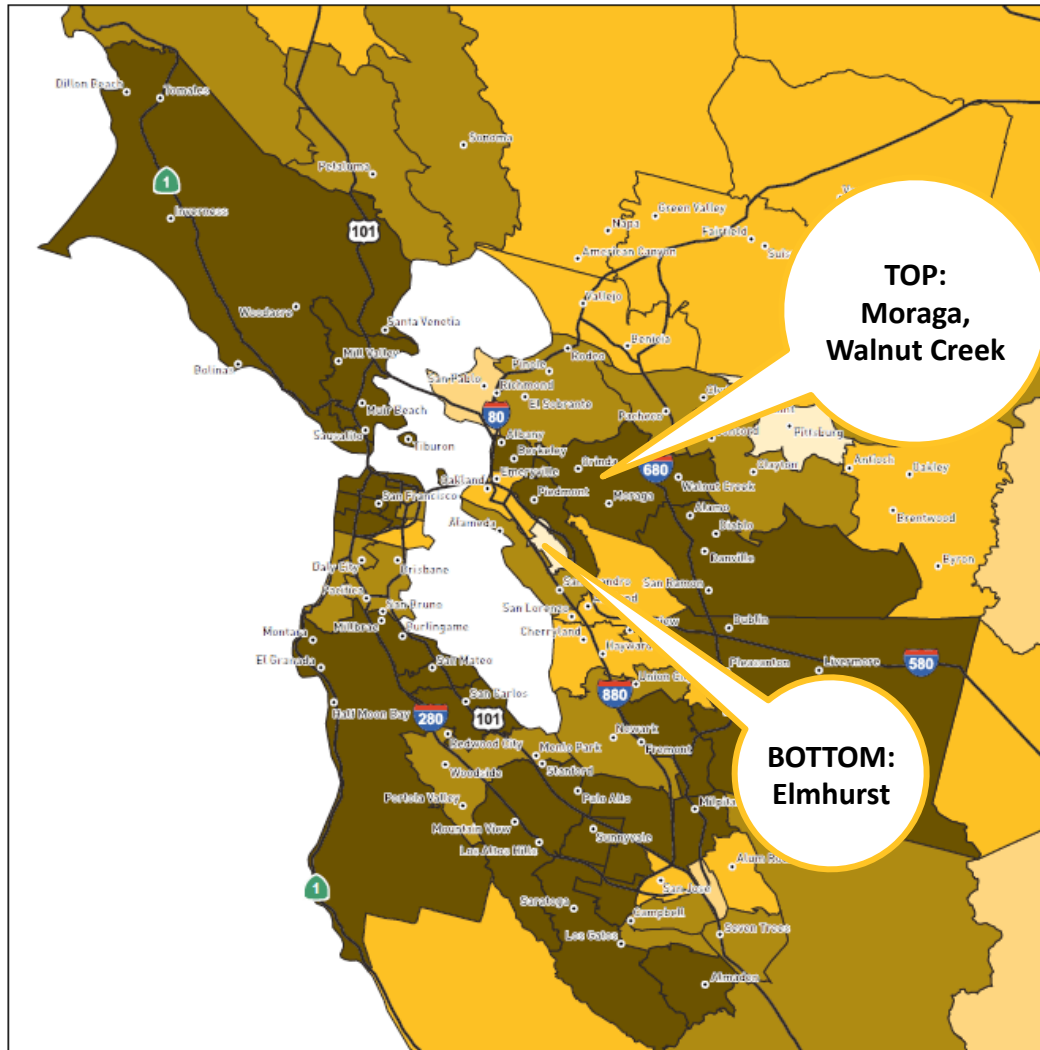 Dillon Beach
Tomales
Sonoma
Petaluma
1
Inverness
101
Green Valley
Napa
Fairfield
American Canyon
TOP:
Moraga,
Walnut Creek
Woodacre
Vallejo
Santa Venetia
Benicia
Mill Valley
Rodeo
Bolinas
Pinole
San Pablo
Richmond
El Sobrante
Pacheco
Muir Beach
80
Pittsburg
Sausalito
Albany
Tiburon
Berkeley
Orinda
680
Clayton
Antioch
Oakley
Emeryville
Oakland
Walnut Creek
San Francisco
Piedmont
Moraga
Alamo
Brentwood
Alameda
Diablo
Danville
Daly City
Brisbane
Byron
Pacifica
San Ramon
San Bruno
San Lorenzo
Millbrae
Dublin
Montara
Burlingame
Cherryland
Hayward
El Granada
San Mateo
Pleasanton
Livermore
580
880
San Carlos
Half Moon Bay
280
101
Redwood City
Newark
Menlo Park
Fremont
Woodside
Stanford
BOTTOM:
Elmhurst
Portola Valley
Palo Alto
Mountain View
Sunnyvale
Los Altos Hills
1
San Jose
Saratoga
Campbell
Seven Trees
Los Gatos
Almaden